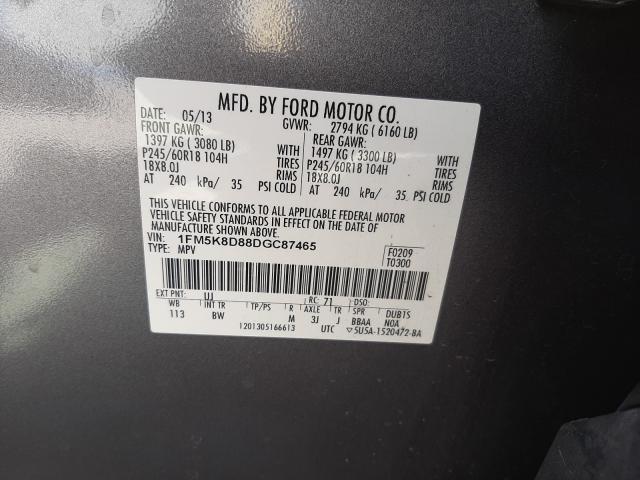 MFD. BY FORD MOTOR CO.
DATE: 05/13 GVWR: 2794 KG ( 6160 LB)
FRONT GAWR: REAR GAWR:
1397 KG ( 3080 LB) WITH 1497 KG ( 3300 LB) WITH
P245/60R18 104H TIRES P245/60R18 104H TIRES
18X8.0J RIMS 18X8.0J RIMS
AT 240 kPa/ 35 PSI COLD AT 240 kPa/ 35 PSI COLD
THIS VEHICLE CONFORMS TO ALL APPLICABLE FEDERAL MOTOR
VEHICLE SAFETY STANDARDS IN EFFECT ON THE DATE OF
MANUFACTURE SHOWN ABOVE.
VIN: 1FM5K8D88DGC87465 F0209
TYPE: MPV T0300
EXT PNT: UJ RC: 71 DSO:
WB INT TR TP/PS R AXLE TR SPR DUBTS
113 BW M 3J J BBAA N0A
1201305166613 UTC 5U5A-1520472-BA